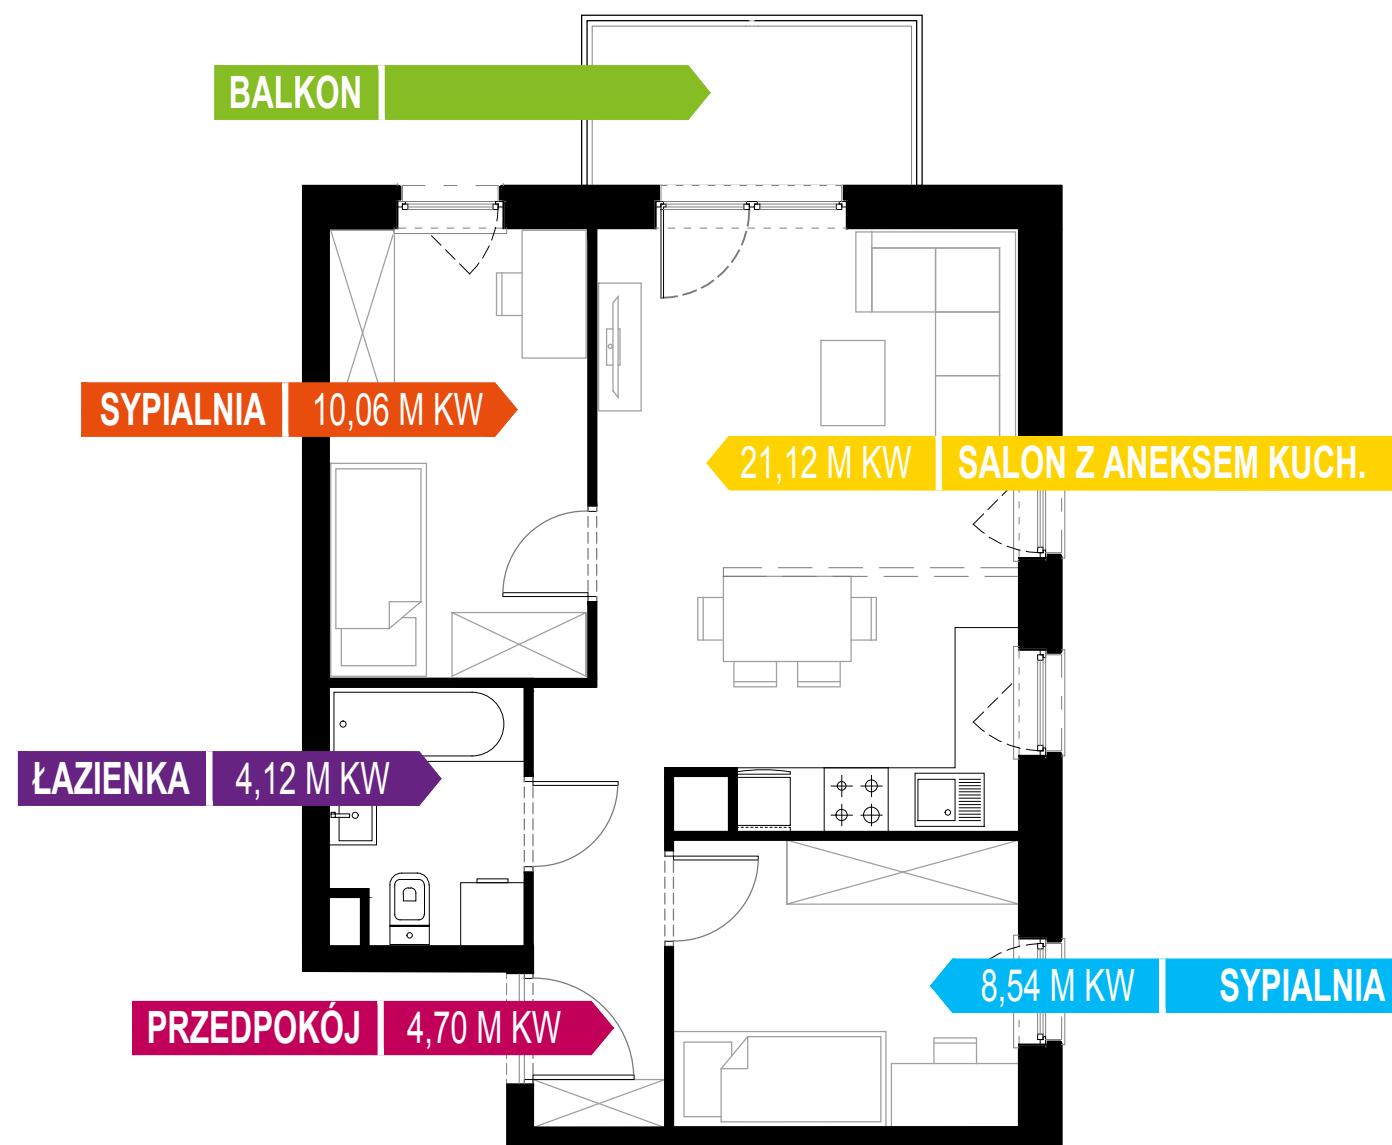 BALKON
SYPIALNIA 10,06 M KW
21,12 M KW SALON Z ANEKSEM KUCH.
ŁAZIENKA 4,12 M KW
8,54 M KW SYPIALNIA
PRZEDPOKÓJ 4,70 M KW